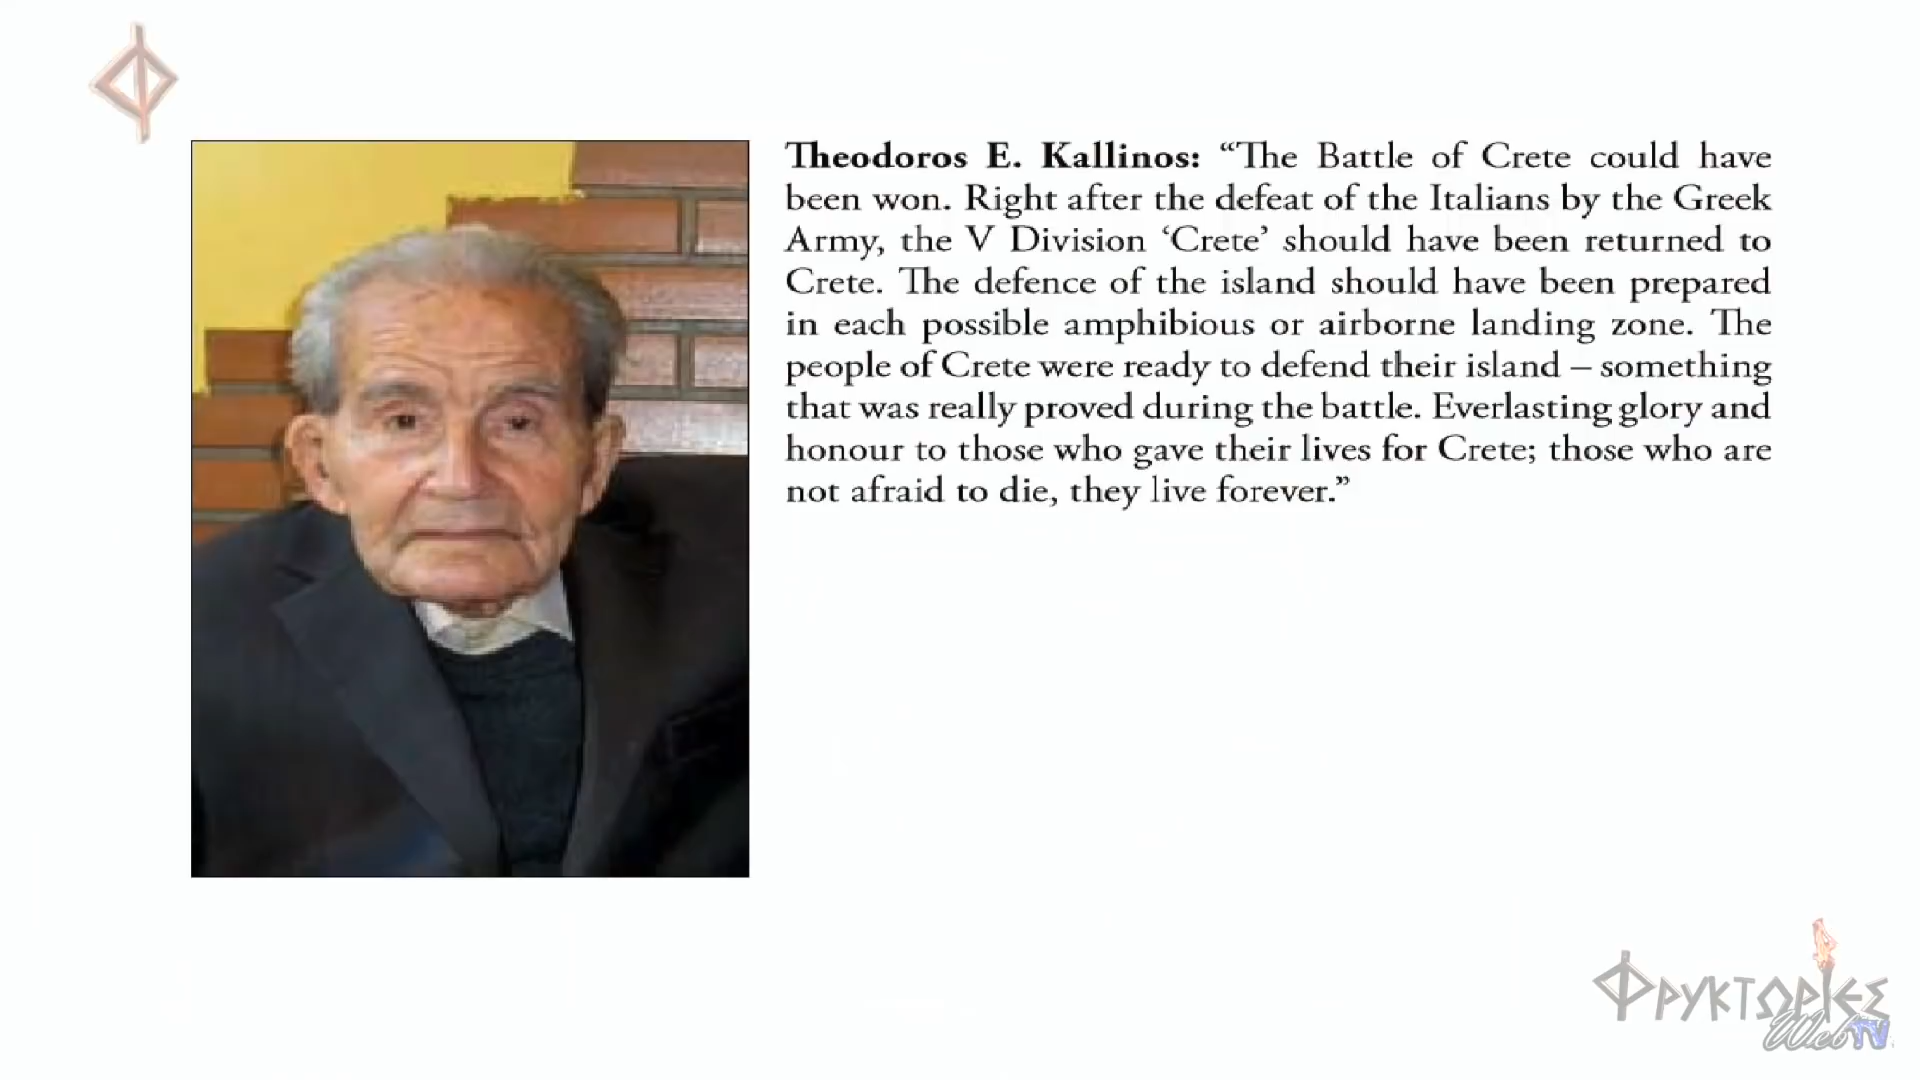 Theodoros E. Kallinos: “The Battle of Crete could have
been won. Right after the defeat of the Italians by the Greek
Army, the V Division ‘Crete’ should have been returned to
Crete. The defence of the island should have been prepared
in each possible amphibious or airborne landing zone. The
people of Crete were ready to defend their island – something
that was really proved during the battle. Everlasting glory and
honour to those who gave their lives for Crete; those who are
not afraid to die, they live forever.”
Φρυκτωρίες
Web TV